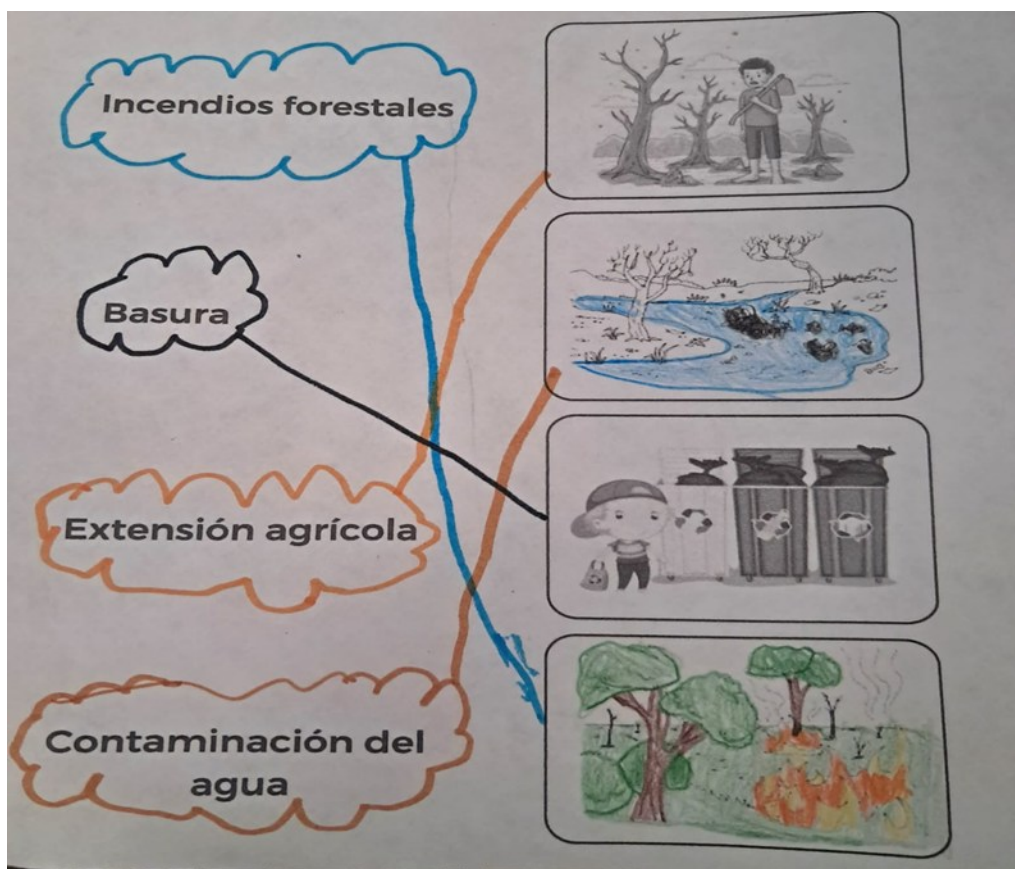 Incendios forestales
Basura
Extensión agrícola
Contaminación del
agua